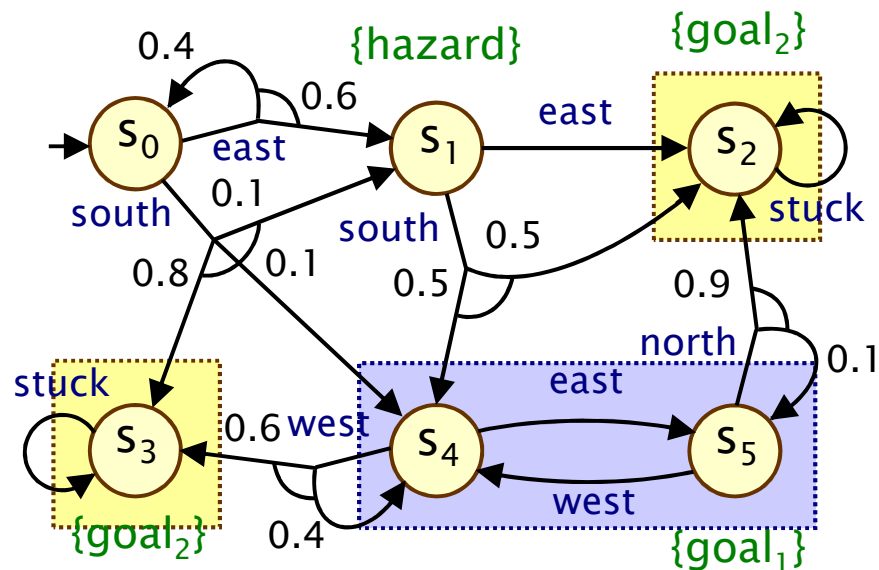 {goal₂}
{hazard}
0.4
0.6
s₀
east
s₁
east
s₂
stuck
south
0.1
south
0.5
0.8
0.1
0.5
0.9
north
0.1
stuck
east
s₃
0.6
west
s₄
s₅
west
0.4
{goal₂}
{goal₁}